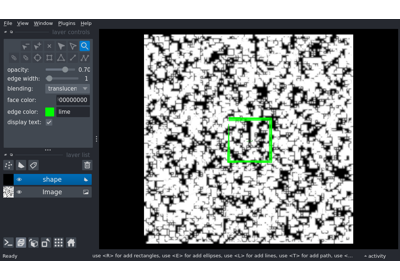 File View Window Plugins Help
layer controls
opacity: 0.70
edge width: 1
blending: translucen
face color: 00000000
edge color: lime
display text:
layer list
shape
Image
Ready use <R> for add rectangles, use <E> for add ellipses, use <L> for add lines, use <T> for add path, use <... activity